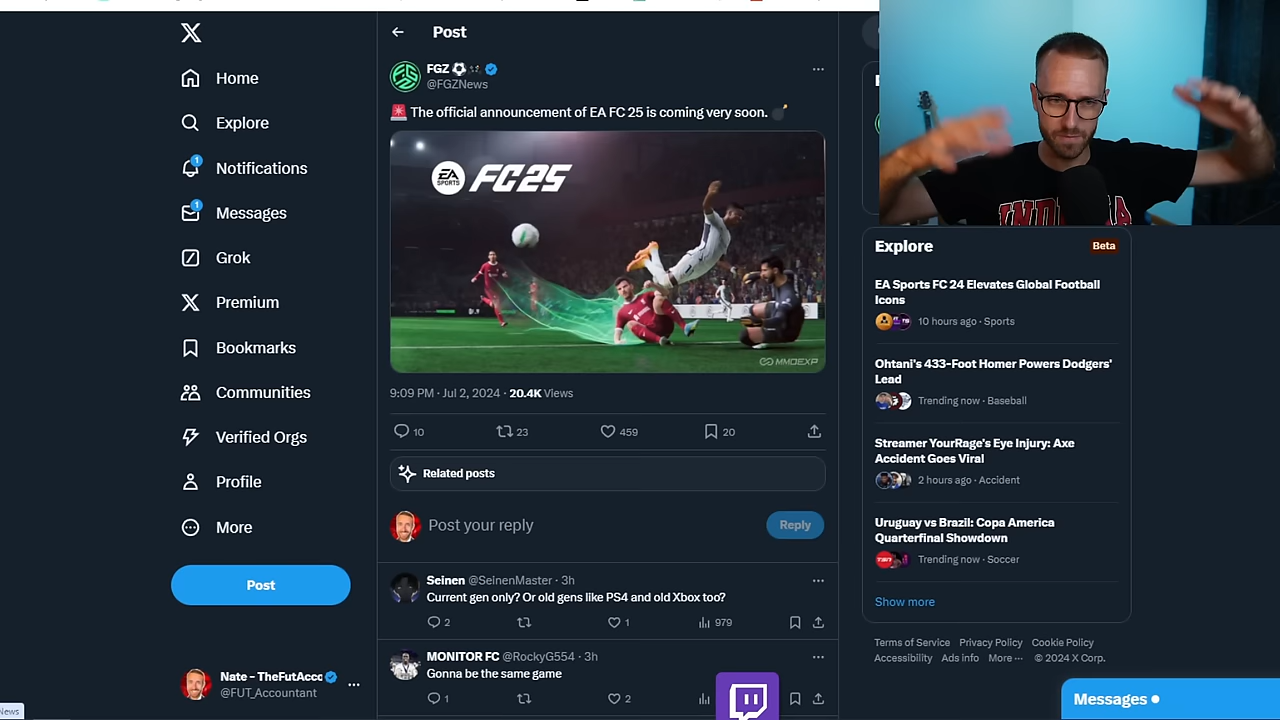 Post
FGZ
@FGZNews
The official announcement of EA FC 25 is coming very soon.
EA
SPORTS
FC25
MMOEXP
9:09 PM · Jul 2, 2024 · 20.4K Views
10
23
459
20
Related posts
Post your reply
Reply
Seinen @SeinenMaster · 3h
Current gen only? Or old gens like PS4 and old Xbox too?
2
1
979
MONITOR FC @RockyG554 · 3h
Gonna be the same game
1
2
Home
Explore
1
Notifications
1
Messages
Grok
Premium
Bookmarks
Communities
Verified Orgs
Profile
More
Post
Nate – TheFutAcc
@FUT_Accountant
News
Explore
Beta
EA Sports FC 24 Elevates Global Football
Icons
10 hours ago · Sports
Ohtani's 433-Foot Homer Powers Dodgers'
Lead
Trending now · Baseball
Streamer YourRage's Eye Injury: Axe
Accident Goes Viral
2 hours ago · Accident
Uruguay vs Brazil: Copa America
Quarterfinal Showdown
Trending now · Soccer
Show more
Terms of Service Privacy Policy Cookie Policy
Accessibility Ads info More ··· © 2024 X Corp.
Messages